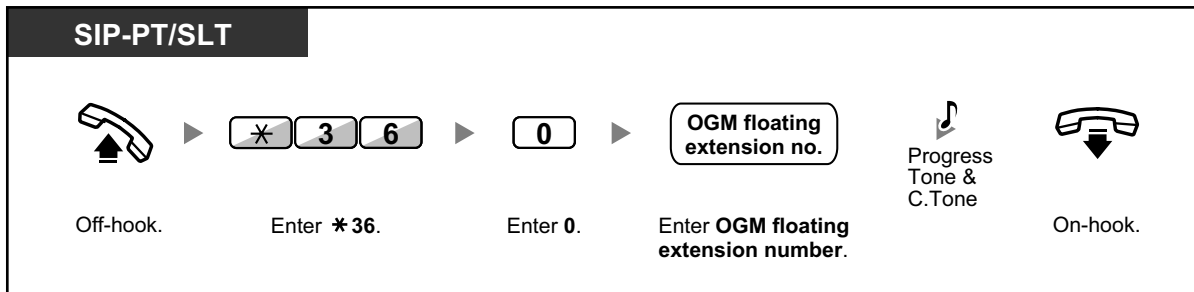 SIP-PT/SLT
* 3 6
0
OGM floating
extension no.
Progress
Tone &
C.Tone
Off-hook.
Enter *36.
Enter 0.
Enter OGM floating
extension number.
On-hook.